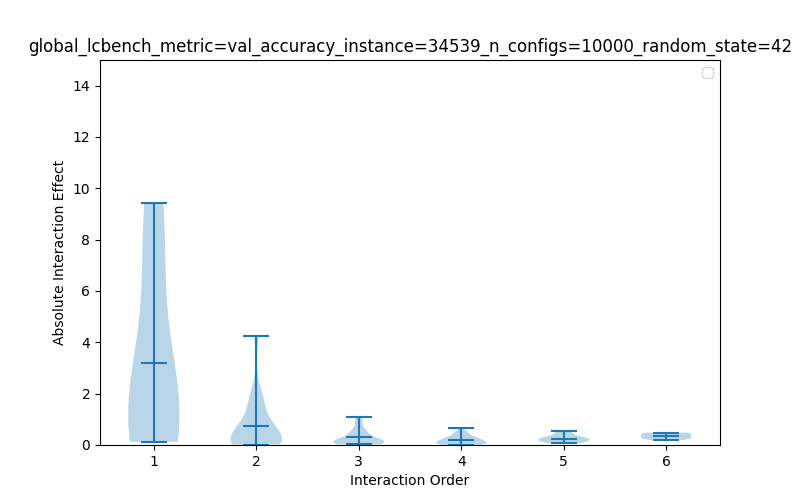 global_lcbench_metric=val_accuracy_instance=34539_n_configs=10000_random_state=42
14
12
10
8
6
4
2
0
Absolute Interaction Effect
1 2 3 4 5 6
Interaction Order